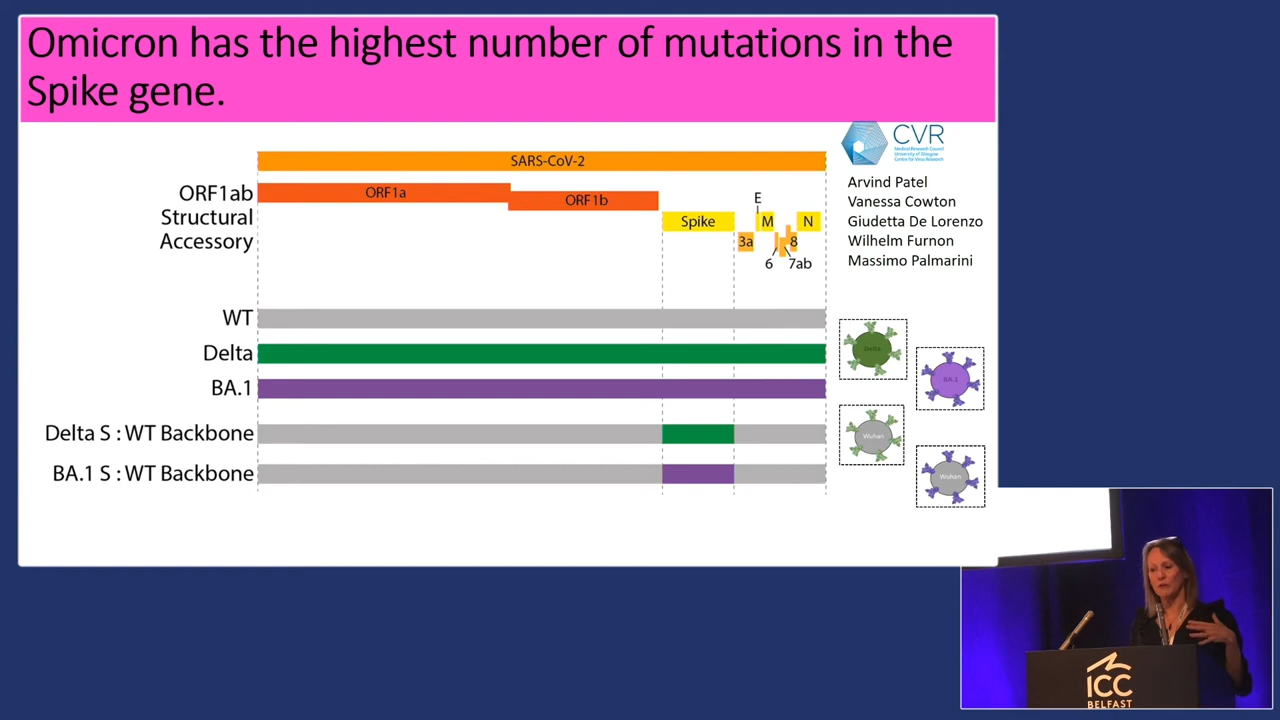 Omicron has the highest number of mutations in the
Spike gene.
CVR
Medical Research Council
University of Glasgow
Centre for Virus Research
Arvind Patel
Vanessa Cowton
Giudetta De Lorenzo
Wilhelm Furnon
Massimo Palmarini
SARS-CoV-2
ORF1ab
Structural
Accessory
ORF1a
ORF1b
Spike
E
M
N
3a
8
6
7ab
WT
Delta
BA.1
Delta S : WT Backbone
BA.1 S : WT Backbone
Delta
BA.1
Wuhan
Wuhan
ICC
BELFAST